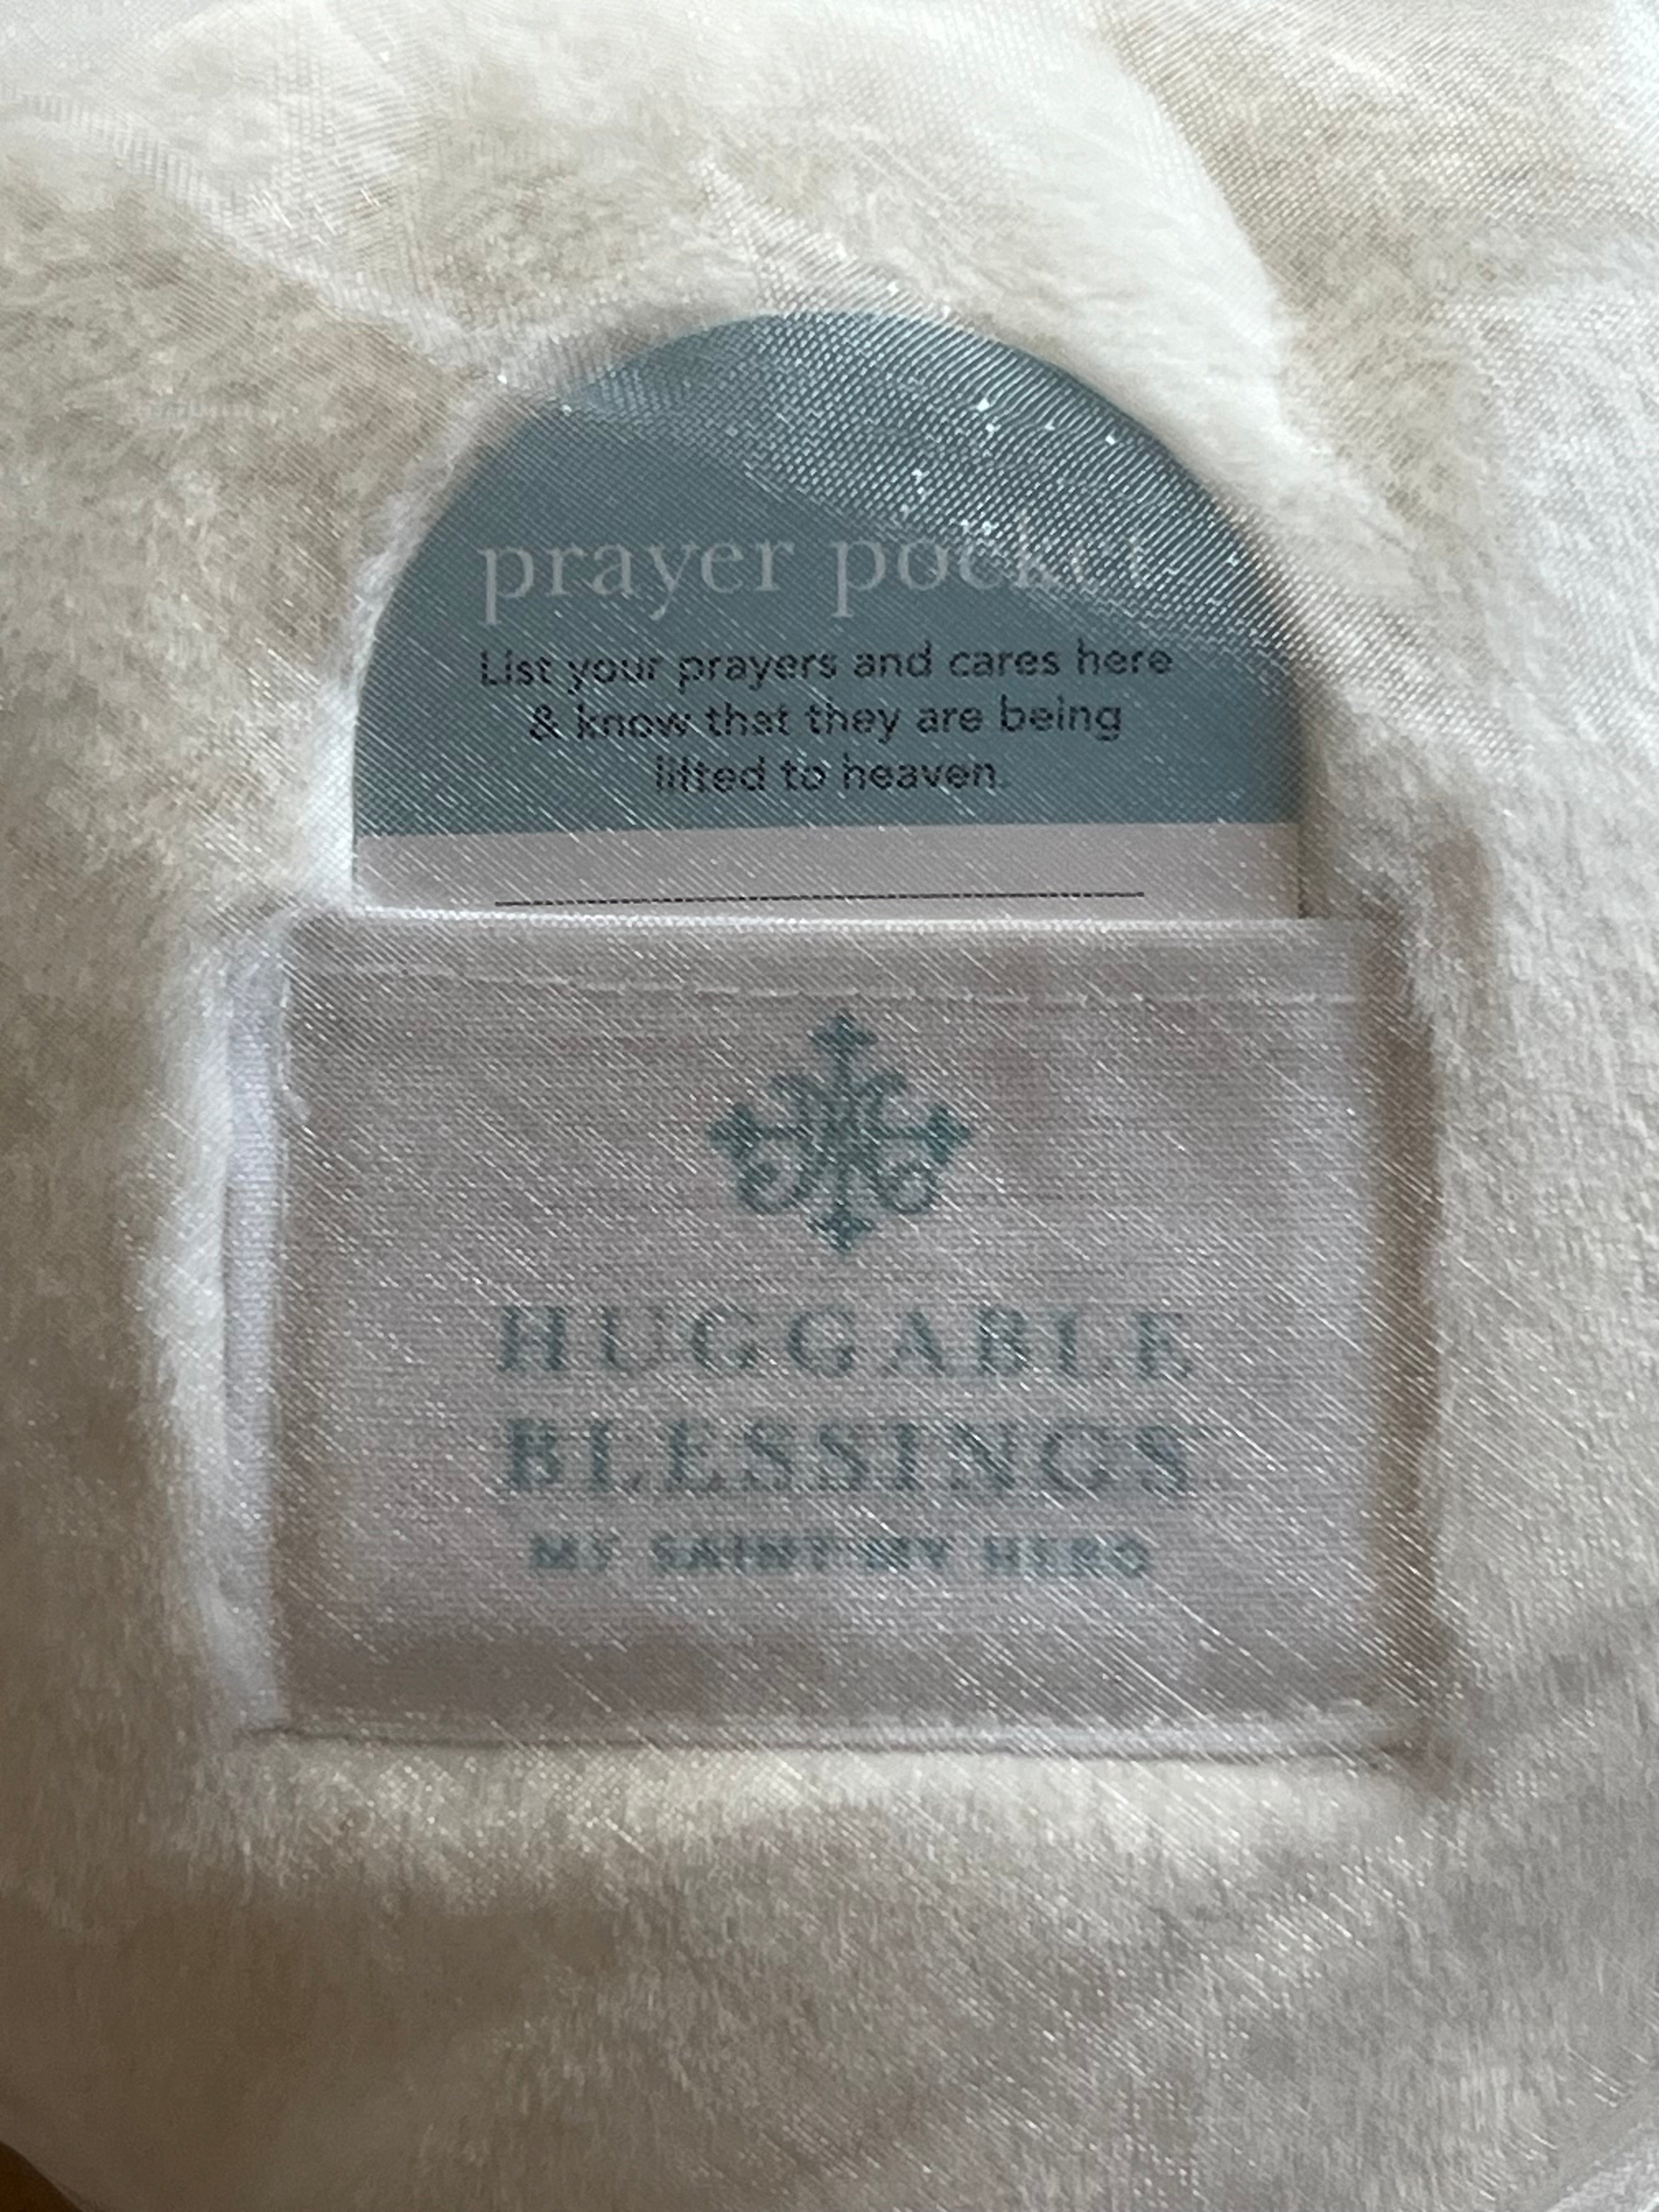 prayer pocket
List your prayers and cares here
& know that they are being
lifted to heaven.
HUGGABLE
BLESSINGS
MY SAINT MY HERO